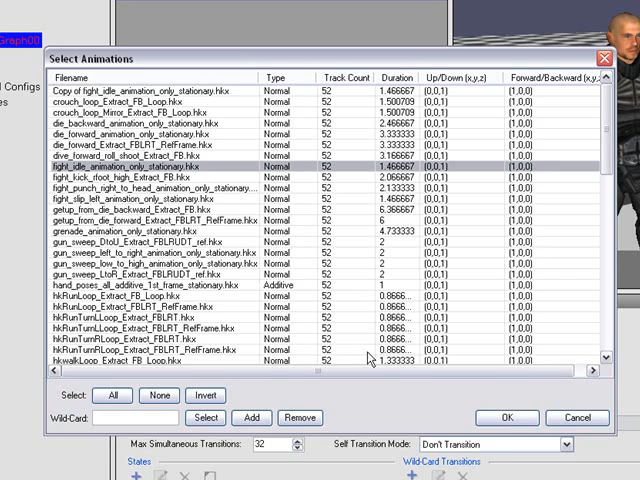 Graph00
Configs
Select Animations
Filename Type Track Count Duration Up/Down (x,y,z) Forward/Backward (x,y,z
Copy of fight_idle_animation_only_stationary.hkx Normal 52 1.466667 (0,0,1) (1,0,0)
crouch_loop_Extract_FB_Loop.hkx Normal 52 1.500709 (0,0,1) (1,0,0)
crouch_loop_Mirror_Extract_FB_Loop.hkx Normal 52 1.500709 (0,0,1) (1,0,0)
die_backward_animation_only_stationary.hkx Normal 52 2.466667 (0,0,1) (1,0,0)
die_forward_animation_only_stationary.hkx Normal 52 3.333333 (0,0,1) (1,0,0)
die_forward_Extract_FBLRT_RefFrame.hkx Normal 52 3.333333 (0,0,1) (1,0,0)
dive_forward_roll_shoot_Extract_FB.hkx Normal 52 3.166667 (0,0,1) (1,0,0)
fight_idle_animation_only_stationary.hkx Normal 52 1.466667 (0,0,1) (1,0,0)
fight_kick_rfoot_high_Extract_FB.hkx Normal 52 2.066667 (0,0,1) (1,0,0)
fight_punch_right_to_head_animation_only_stationary.... Normal 52 2.133333 (0,0,1) (1,0,0)
fight_slip_left_animation_only_stationary.hkx Normal 52 1.466667 (0,0,1) (1,0,0)
getup_from_die_backward_Extract_FB.hkx Normal 52 6.366667 (0,0,1) (1,0,0)
getup_from_die_forward_Extract_FBLRT_RefFrame.hkx Normal 52 6 (0,0,1) (1,0,0)
grenade_animation_only_stationary.hkx Normal 52 4.733333 (0,0,1) (1,0,0)
gun_sweep_DtoU_Extract_FBLRUDT_ref.hkx Normal 52 2 (0,0,1) (1,0,0)
gun_sweep_left_to_right_animation_only_stationary.hkx Normal 52 2 (0,0,1) (1,0,0)
gun_sweep_low_to_high_animation_only_stationary.hkx Normal 52 2 (0,0,1) (1,0,0)
gun_sweep_LtoR_Extract_FBLRUDT_ref.hkx Normal 52 2 (0,0,1) (1,0,0)
hand_poses_all_additive_1st_frame_stationary.hkx Additive 52 1 (0,0,1) (1,0,0)
hkRunLoop_Extract_FB_Loop.hkx Normal 52 0.8666... (0,0,1) (1,0,0)
hkRunLoop_Extract_FBLRT_RefFrame.hkx Normal 52 0.8666... (0,0,1) (1,0,0)
hkRunTurnLLoop_Extract_FBLRT.hkx Normal 52 0.8666... (0,0,1) (1,0,0)
hkRunTurnLLoop_Extract_FBLRT_RefFrame.hkx Normal 52 0.8666... (0,0,1) (1,0,0)
hkRunTurnRLoop_Extract_FBLRT.hkx Normal 52 0.8666... (0,0,1) (1,0,0)
hkRunTurnRLoop_Extract_FBLRT_RefFrame.hkx Normal 52 0.8666... (0,0,1) (1,0,0)
hkwalkLoop_Extract_FB_Loop.hkx Normal 52 1.333333 (0,0,1) (1,0,0)
Select: All None Invert
Wild-Card: Select Add Remove OK Cancel
Max Simultaneous Transitions: 32 Self Transition Mode: Don't Transition
States Wild-Card Transitions